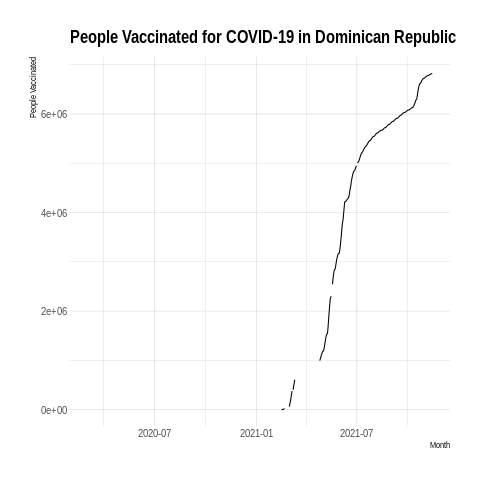 People Vaccinated for COVID-19 in Dominican Republic
People Vaccinated
6e+06
4e+06
2e+06
0e+00
2020-07 2021-01 2021-07
Month